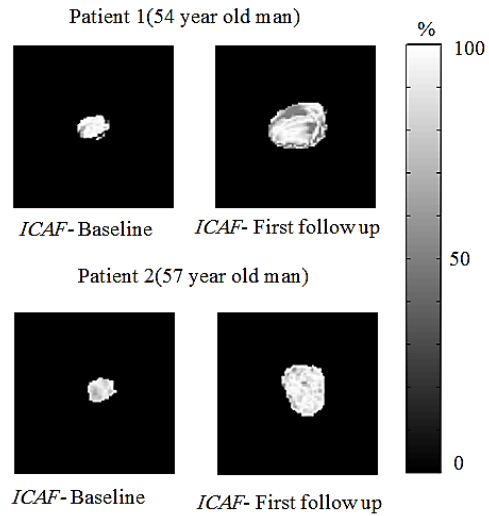 Patient 1(54 year old man)
%
100
ICAF- Baseline
ICAF- First follow up
50
Patient 2(57 year old man)
0
ICAF- Baseline
ICAF- First follow up